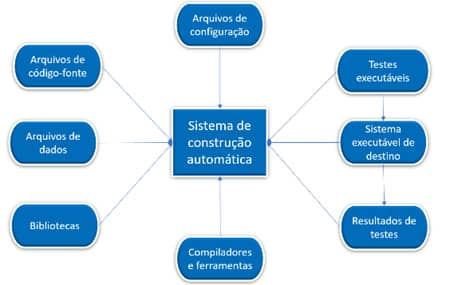 Arquivos de
configuração
Arquivos de
código-fonte
Testes
executáveis
Sistema de
construção
automática
Arquivos de
dados
Sistema
executável de
destino
Bibliotecas
Resultados de
testes
Compiladores
e ferramentas